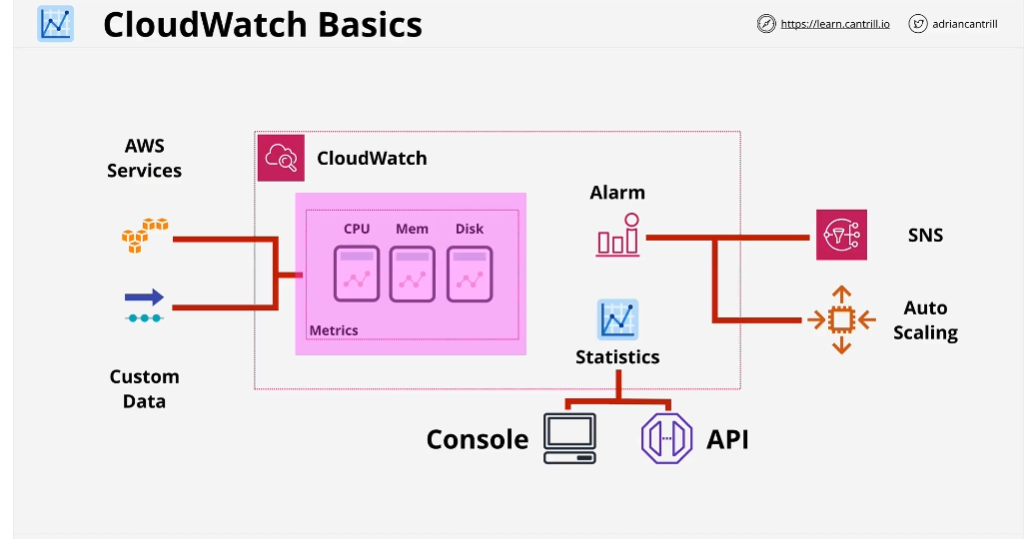 CloudWatch Basics
https://learn.cantrill.io
adriancantrill
AWS
Services
CloudWatch
Alarm
CPU
Mem
Disk
SNS
Metrics
Auto
Scaling
Statistics
Custom
Data
Console
API